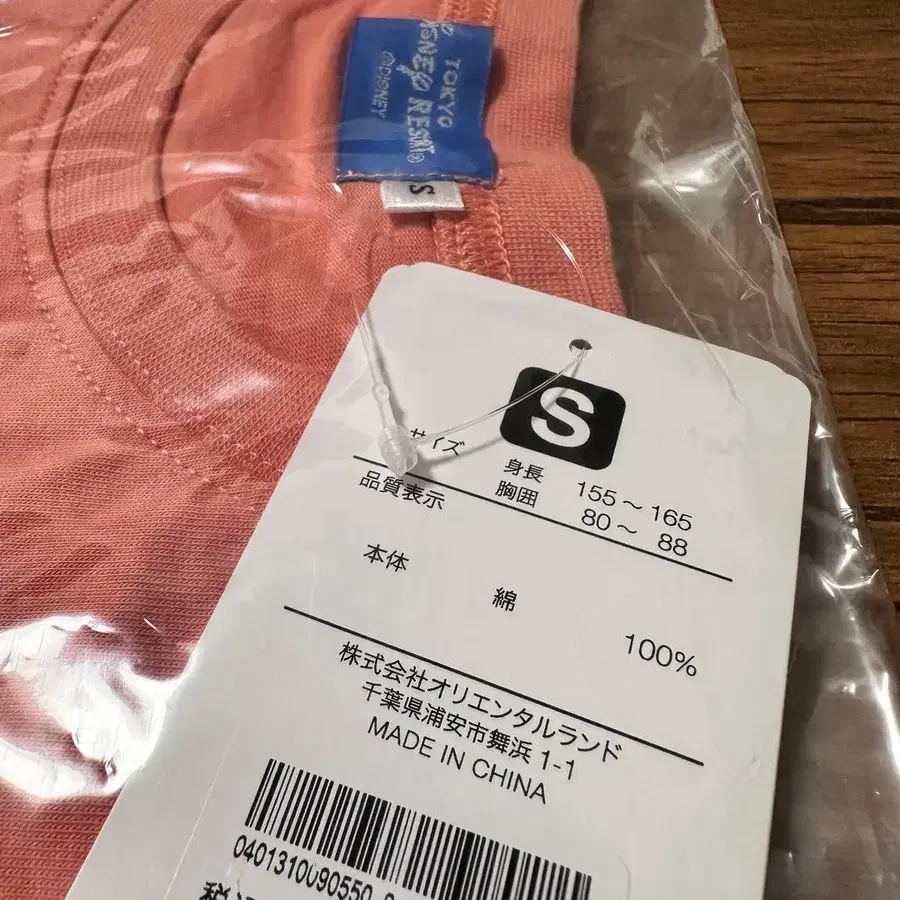 TOKYO
DISNEY RESORT®
©DISNEY
S
S
サイズ
身長 155～165
胸囲 80～88
品質表示
本体 綿 100%
株式会社オリエンタルランド
千葉県浦安市舞浜 1-1
MADE IN CHINA
0401310090550